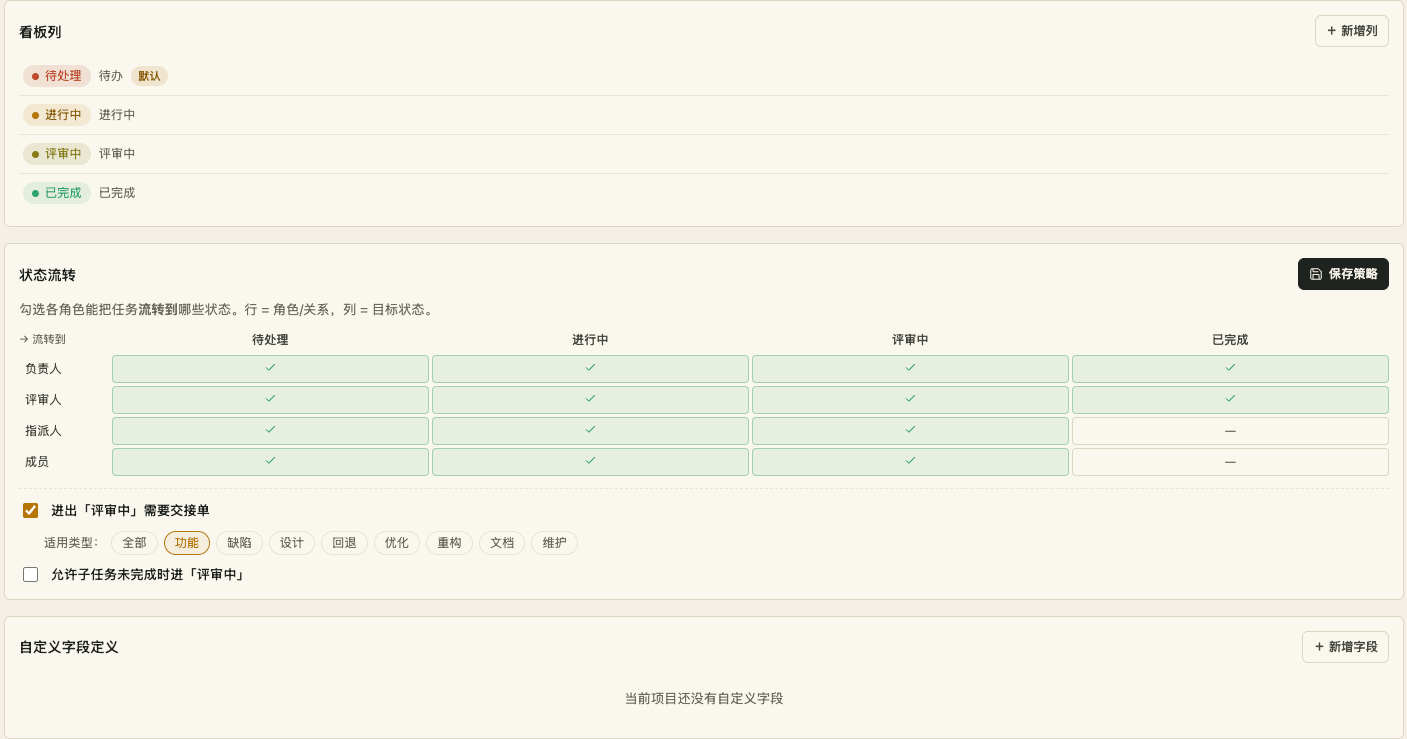 看板列
+ 新增列
待处理 待办 默认
进行中 进行中
评审中 评审中
已完成 已完成
状态流转
保存策略
勾选各角色能把任务流转到哪些状态。行 = 角色/关系，列 = 目标状态。
→ 流转到 待处理 进行中 评审中 已完成
负责人 ✓ ✓ ✓ ✓
评审人 ✓ ✓ ✓ ✓
指派人 ✓ ✓ ✓ —
成员 ✓ ✓ ✓ —
进出「评审中」需要交接单
适用类型: 全部 功能 缺陷 设计 回退 优化 重构 文档 维护
允许子任务未完成时进「评审中」
自定义字段定义
+ 新增字段
当前项目还没有自定义字段